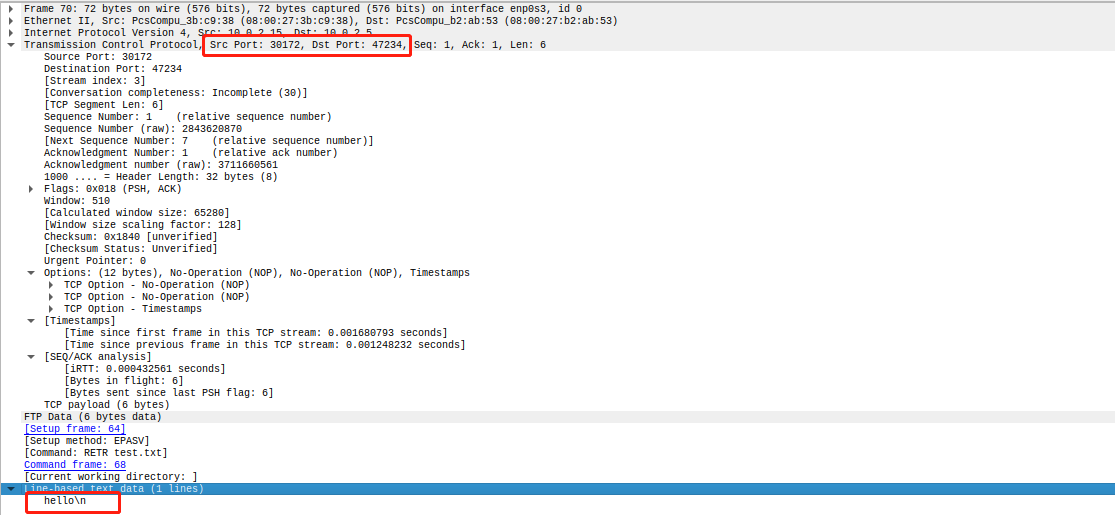 Frame 70: 72 bytes on wire (576 bits), 72 bytes captured (576 bits) on interface enp0s3, id 0
Ethernet II, Src: PcsCompu_3b:c9:38 (08:00:27:3b:c9:38), Dst: PcsCompu_b2:ab:53 (08:00:27:b2:ab:53)
Internet Protocol Version 4, Src: 10.0.2.15, Dst: 10.0.2.5
Transmission Control Protocol, Src Port: 30172, Dst Port: 47234, Seq: 1, Ack: 1, Len: 6
Source Port: 30172
Destination Port: 47234
[Stream index: 3]
[Conversation completeness: Incomplete (30)]
[TCP Segment Len: 6]
Sequence Number: 1    (relative sequence number)
Sequence Number (raw): 2843620870
[Next Sequence Number: 7    (relative sequence number)]
Acknowledgment Number: 1    (relative ack number)
Acknowledgment number (raw): 3711660561
1000 .... = Header Length: 32 bytes (8)
Flags: 0x018 (PSH, ACK)
Window: 510
[Calculated window size: 65280]
[Window size scaling factor: 128]
Checksum: 0x1840 [unverified]
[Checksum Status: Unverified]
Urgent Pointer: 0
Options: (12 bytes), No-Operation (NOP), No-Operation (NOP), Timestamps
TCP Option - No-Operation (NOP)
TCP Option - No-Operation (NOP)
TCP Option - Timestamps
[Timestamps]
[Time since first frame in this TCP stream: 0.001680793 seconds]
[Time since previous frame in this TCP stream: 0.001248232 seconds]
[SEQ/ACK analysis]
[iRTT: 0.000432561 seconds]
[Bytes in flight: 6]
[Bytes sent since last PSH flag: 6]
TCP payload (6 bytes)
FTP Data (6 bytes data)
[Setup frame: 64]
[Setup method: EPASV]
[Command: RETR test.txt]
Command frame: 68
[Current working directory: ]
Line-based text data (1 lines)
hello\n